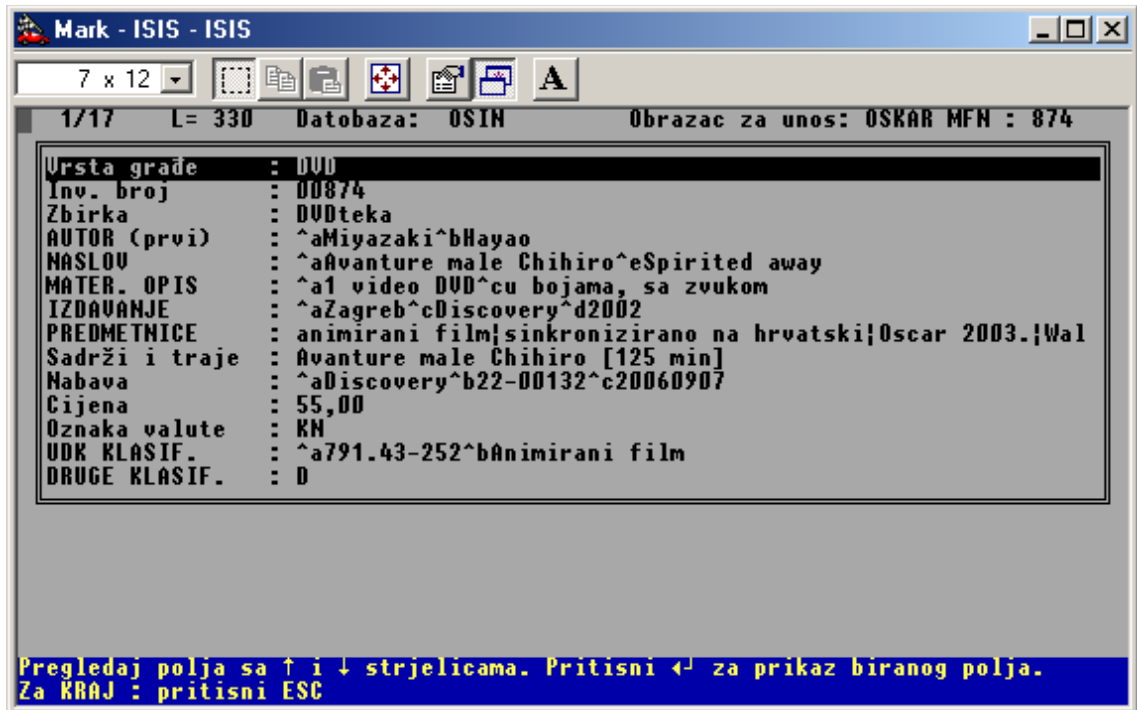 Mark - ISIS - ISIS
7 x 12 A
1/17 L= 330 Datobaza: OSIN Obrazac za unos: OSKAR MFN : 874
Vrsta građe : DVD
Inv. broj : 00874
Zbirka : DVDteka
AUTOR (prvi) : ^aMiyazaki^bHayao
NASLOV : ^aAvanture male Chihiro^eSpirited away
MATER. OPIS : ^a1 video DVD^cu bojama, sa zvukom
IZDAVANJE : ^aZagreb^cDiscovery^d2002
PREDMETNICE : animirani film¦sinkronizirano na hrvatski¦Oscar 2003.¦Wal
Sadrži i traje : Avanture male Chihiro [125 min]
Nabava : ^aDiscovery^b22-00132^c20060907
Cijena : 55,00
Oznaka valute : KN
UDK KLASIF. : ^a791.43-252^bAnimirani film
DRUGE KLASIF. : D
Pregledaj polja sa ↑ i ↓ strjelicama. Pritisni ↵ za prikaz biranog polja.
Za KRAJ : pritisni ESC